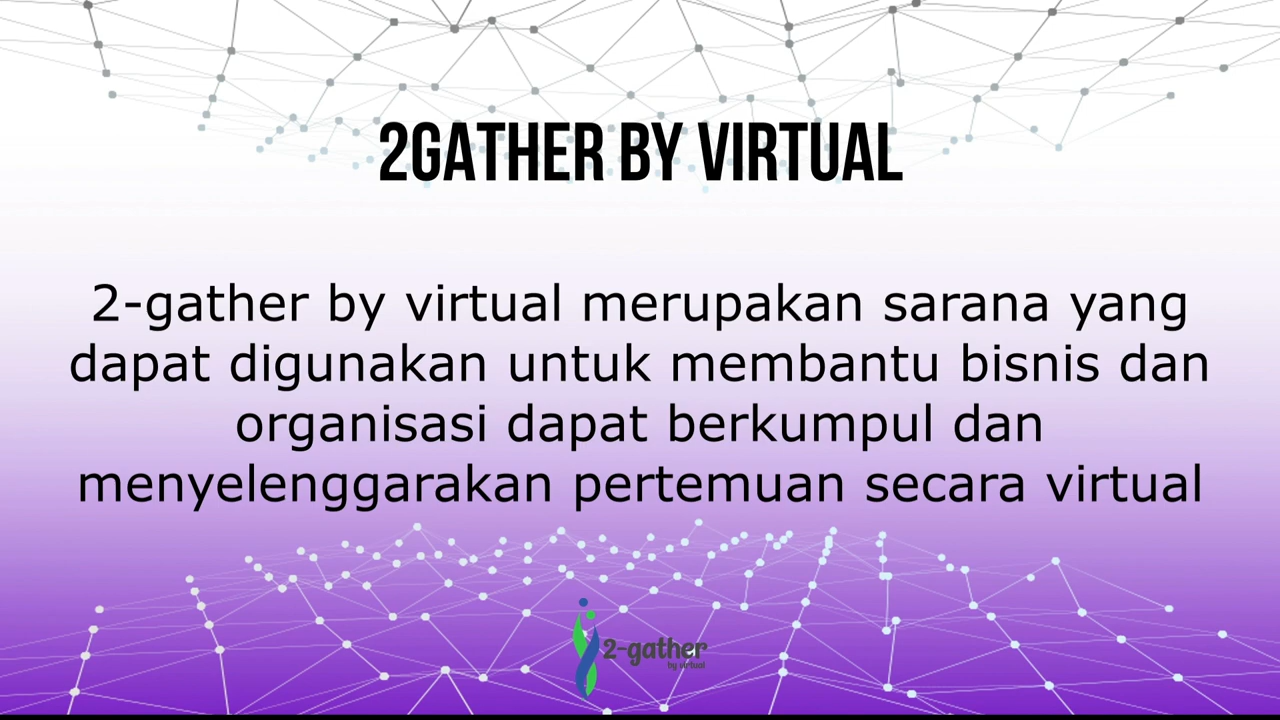 2GATHER BY VIRTUAL
2-gather by virtual merupakan sarana yang
dapat digunakan untuk membantu bisnis dan
organisasi dapat berkumpul dan
menyelenggarakan pertemuan secara virtual
2-gather
by virtual